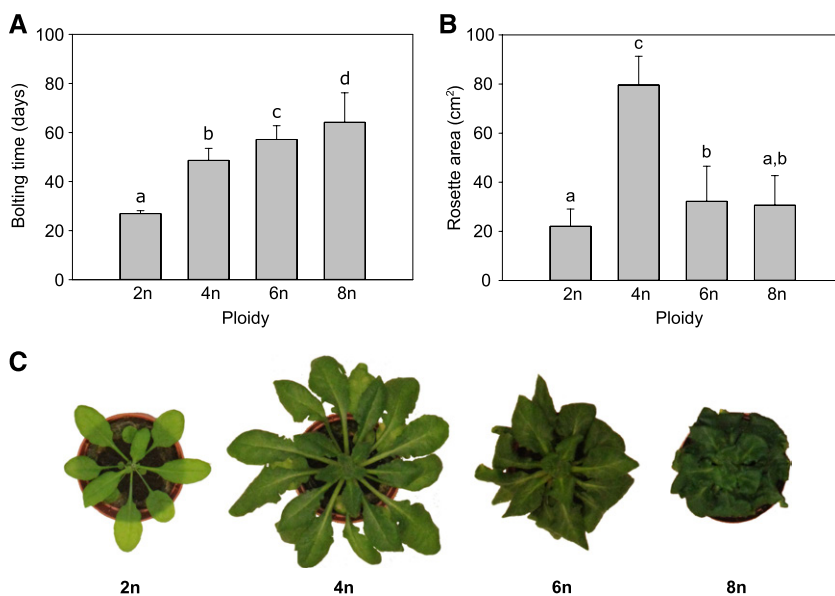 A
Bolting time (days)
100
80
60
40
20
0
a
b
c
d
2n
4n
6n
8n
Ploidy
B
Rosette area (cm²)
100
80
60
40
20
0
a
c
b
a,b
2n
4n
6n
8n
Ploidy
C
2n
4n
6n
8n